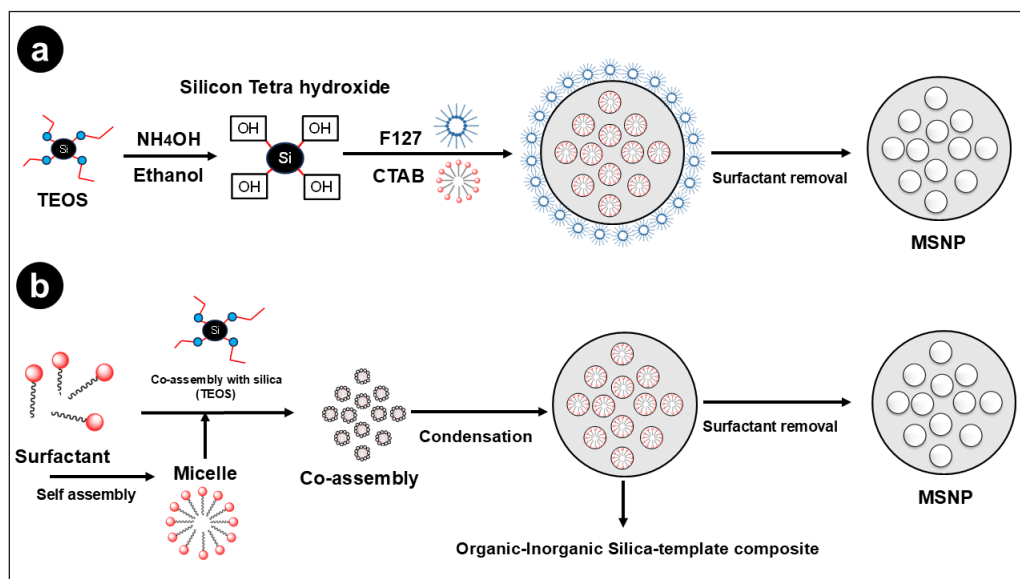 a
Silicon Tetra hydroxide
Si
TEOS
NH4OH
Ethanol
OH
OH
Si
OH
OH
F127
CTAB
Surfactant removal
MSNP
b
Si
Co-assembly with silica
(TEOS)
Surfactant
Self assembly
Micelle
Co-assembly
Condensation
Surfactant removal
MSNP
Organic-Inorganic Silica-template composite